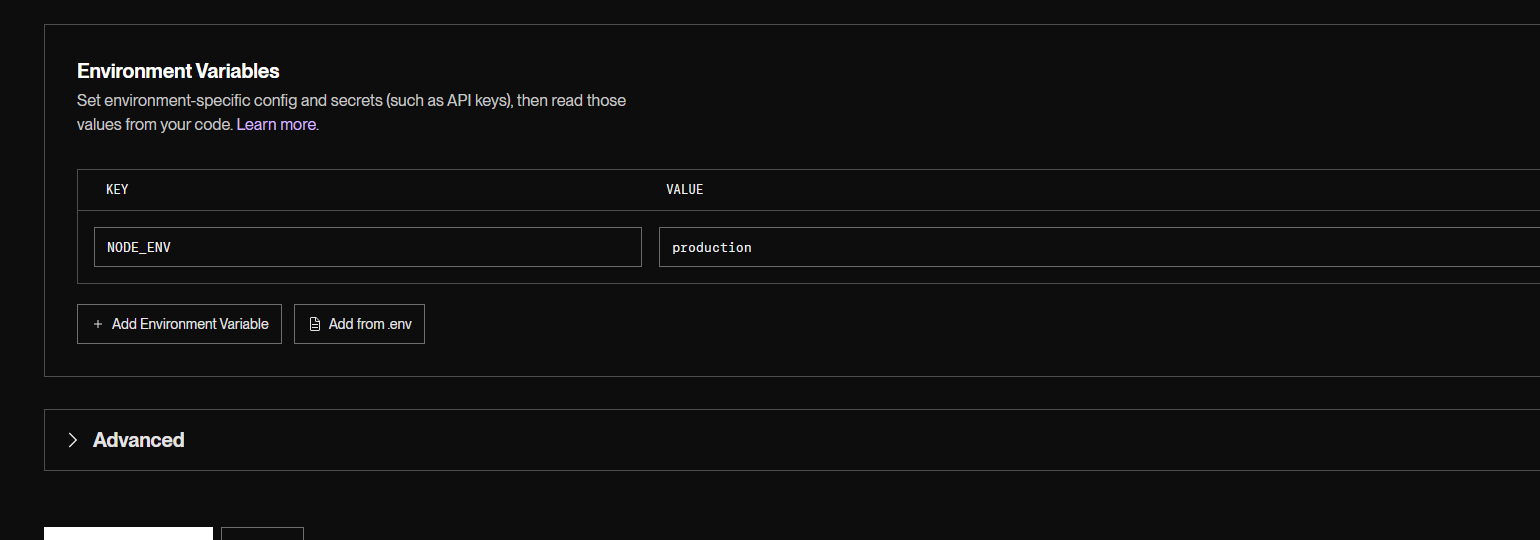 Environment Variables
Set environment-specific config and secrets (such as API keys), then read those
values from your code. Learn more.
KEY VALUE
NODE_ENV production
+ Add Environment Variable Add from .env
Advanced